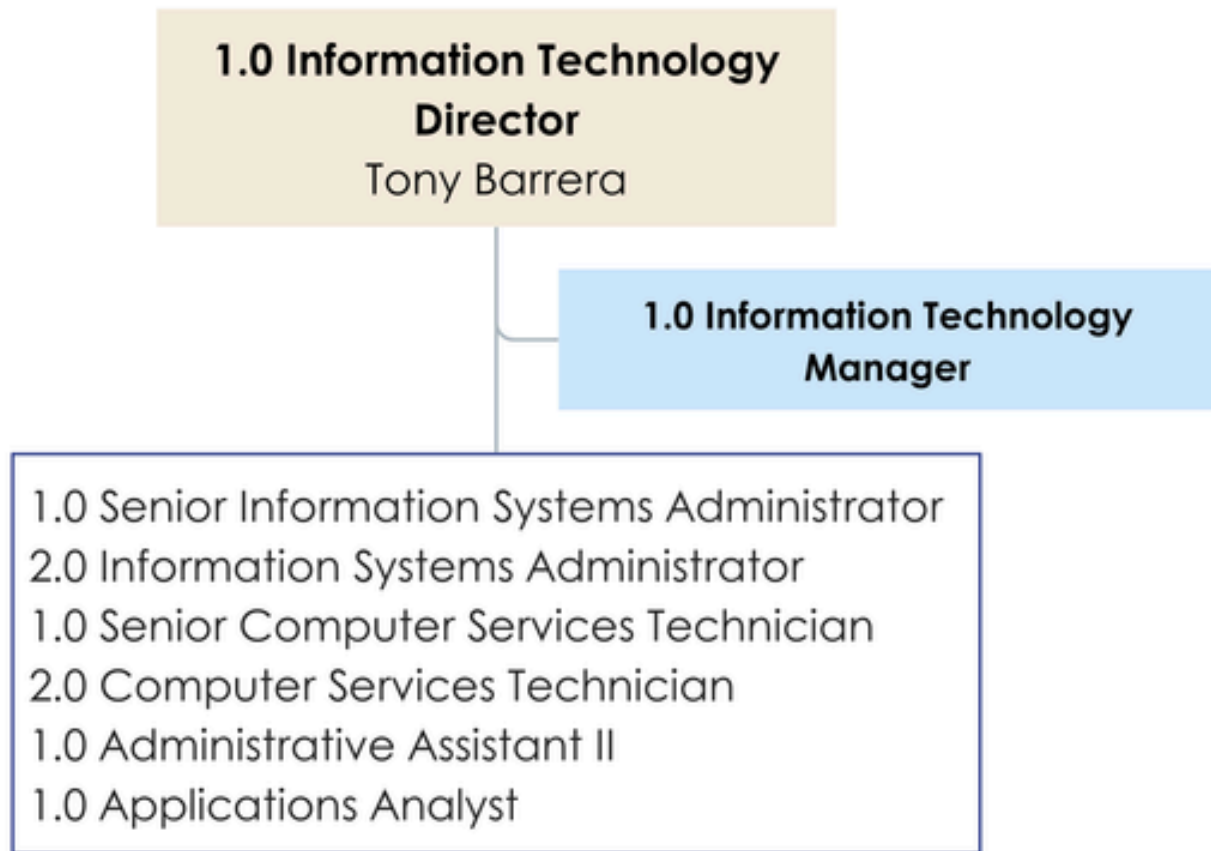 1.0 Information Technology
Director
Tony Barrera
1.0 Information Technology
Manager
1.0 Senior Information Systems Administrator
2.0 Information Systems Administrator
1.0 Senior Computer Services Technician
2.0 Computer Services Technician
1.0 Administrative Assistant II
1.0 Applications Analyst